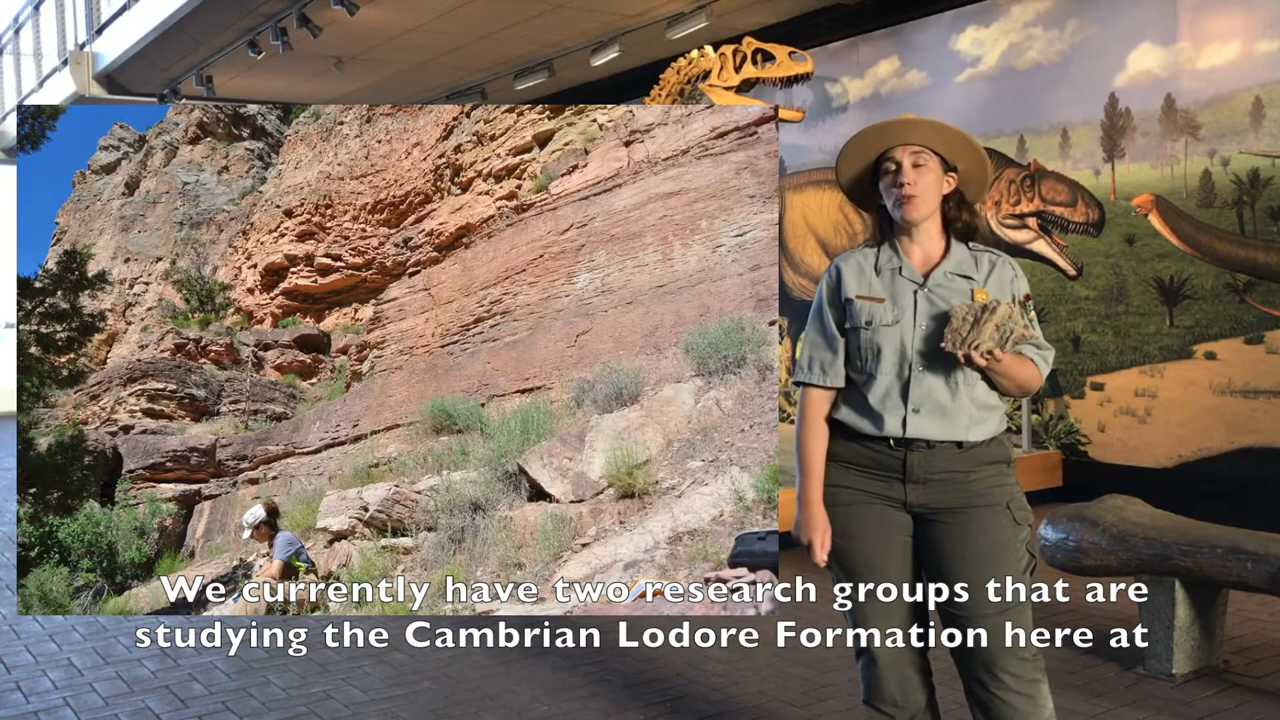 We currently have two research groups that are
studying the Cambrian Lodore Formation here at